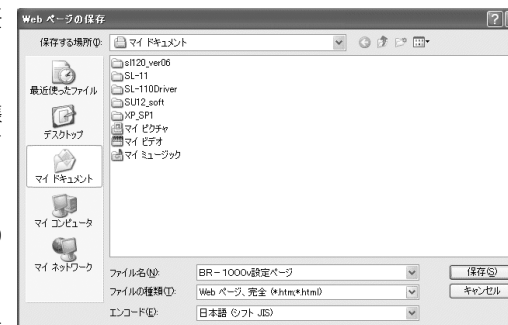 Web ページの保存
保存する場所(I):
マイ ドキュメント
最近使ったファイル
デスクトップ
マイ ドキュメント
マイ コンピュータ
マイ ネットワーク
sl120_ver06
SL-11
SL-110Driver
SU12_soft
XP_SP1
マイ ピクチャ
マイ ビデオ
マイ ミュージック
ファイル名(N):
BR-1000v設定ページ
保存(S)
ファイルの種類(T):
Web ページ、完全 (*.htm;*.html)
キャンセル
エンコード(E):
日本語 (シフト JIS)